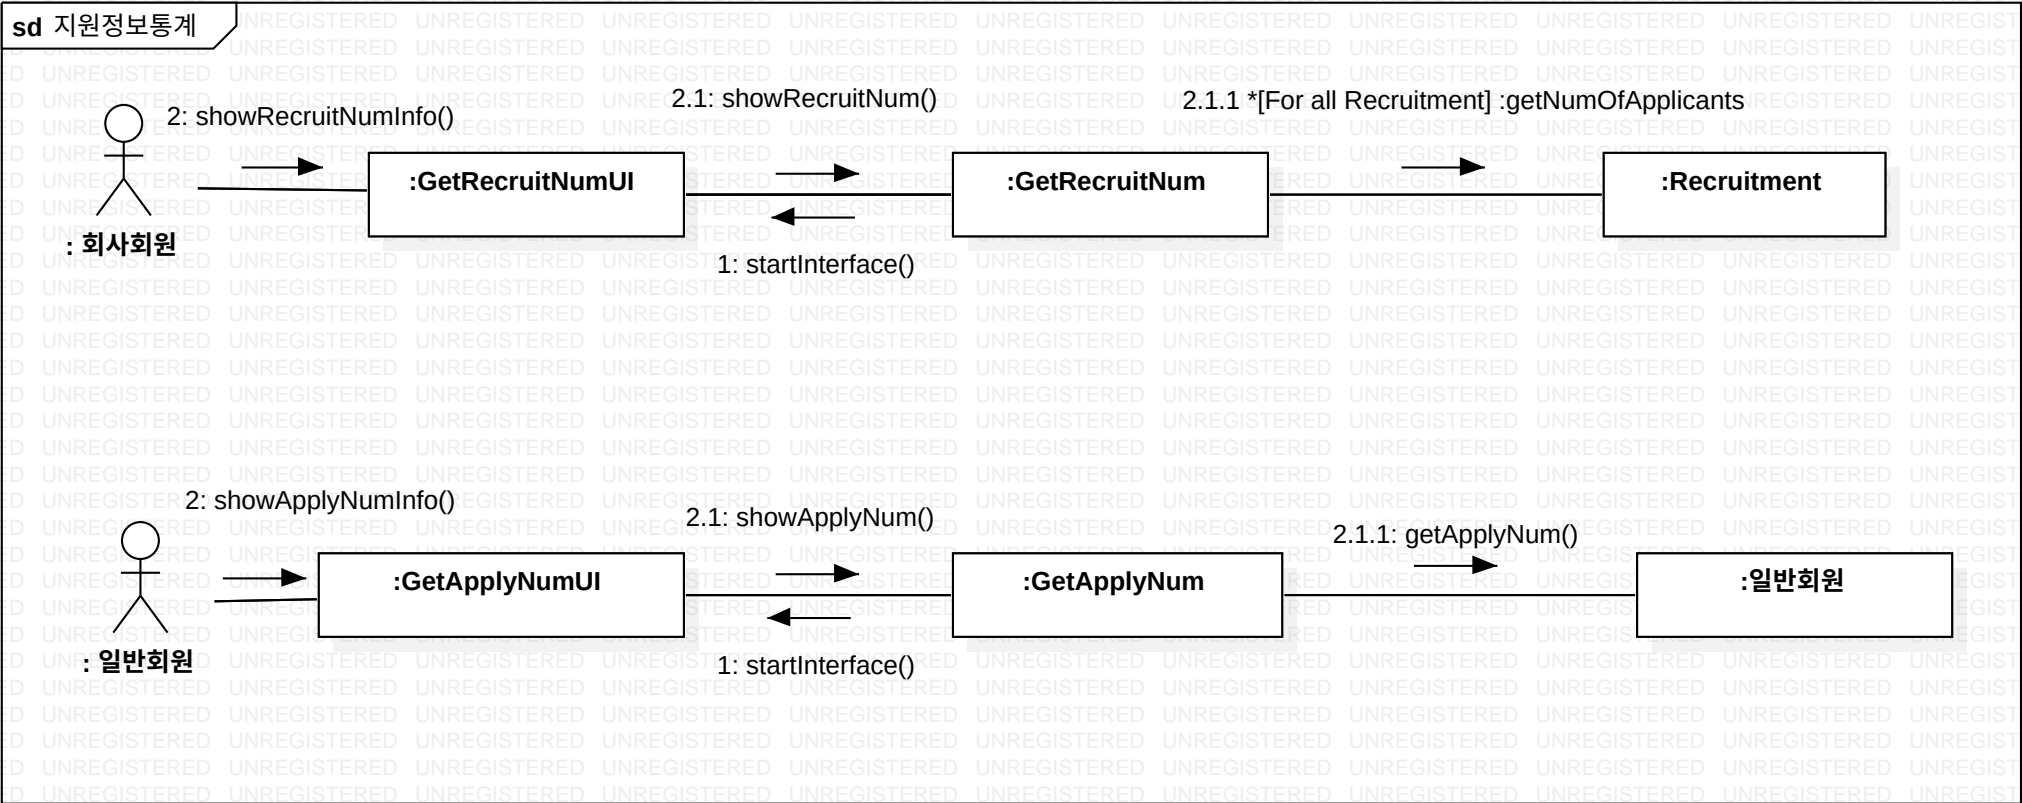 sd 지원정보통계
2: showRecruitNumInfo()
2.1: showRecruitNum()
2.1.1 *[For all Recruitment] :getNumOfApplicants
:GetRecruitNumUI
:GetRecruitNum
:Recruitment
: 회사회원
1: startInterface()
2: showApplyNumInfo()
2.1: showApplyNum()
2.1.1: getApplyNum()
:GetApplyNumUI
:GetApplyNum
:일반회원
: 일반회원
1: startInterface()
UNREGISTERED